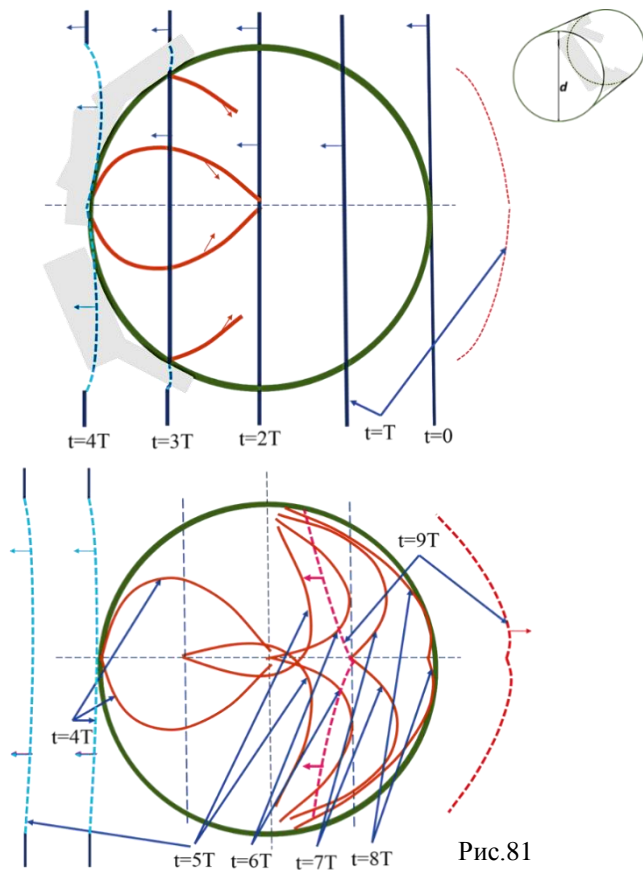 d
t=4T
t=3T
t=2T
t=T
t=0
t=9T
t=4T
t=5T
t=6T
t=7T
t=8T
Рис.81